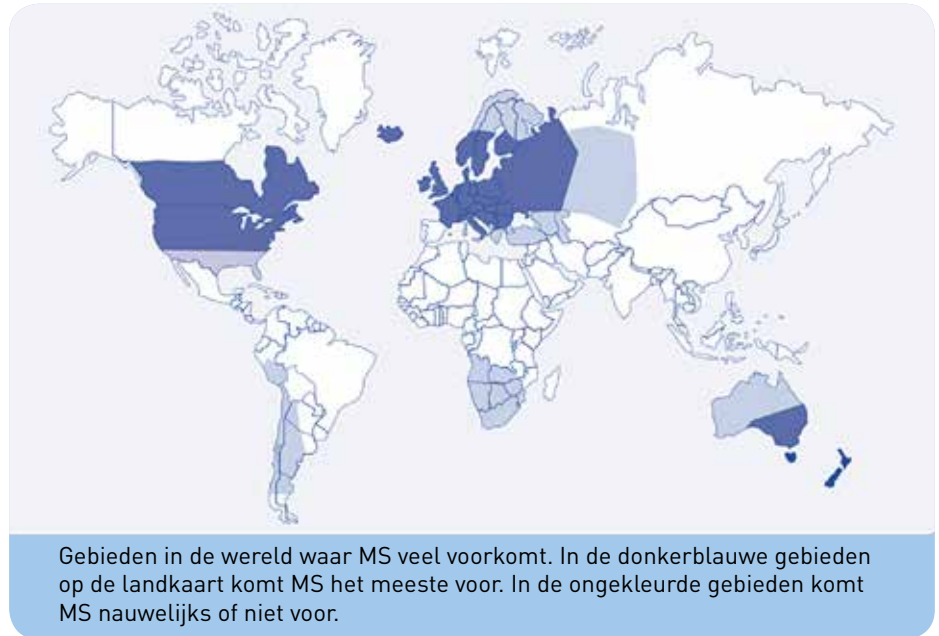 Gebieden in de wereld waar MS veel voorkomt. In de donkerblauwe gebieden
op de landkaart komt MS het meeste voor. In de ongekleurde gebieden komt
MS nauwelijks of niet voor.